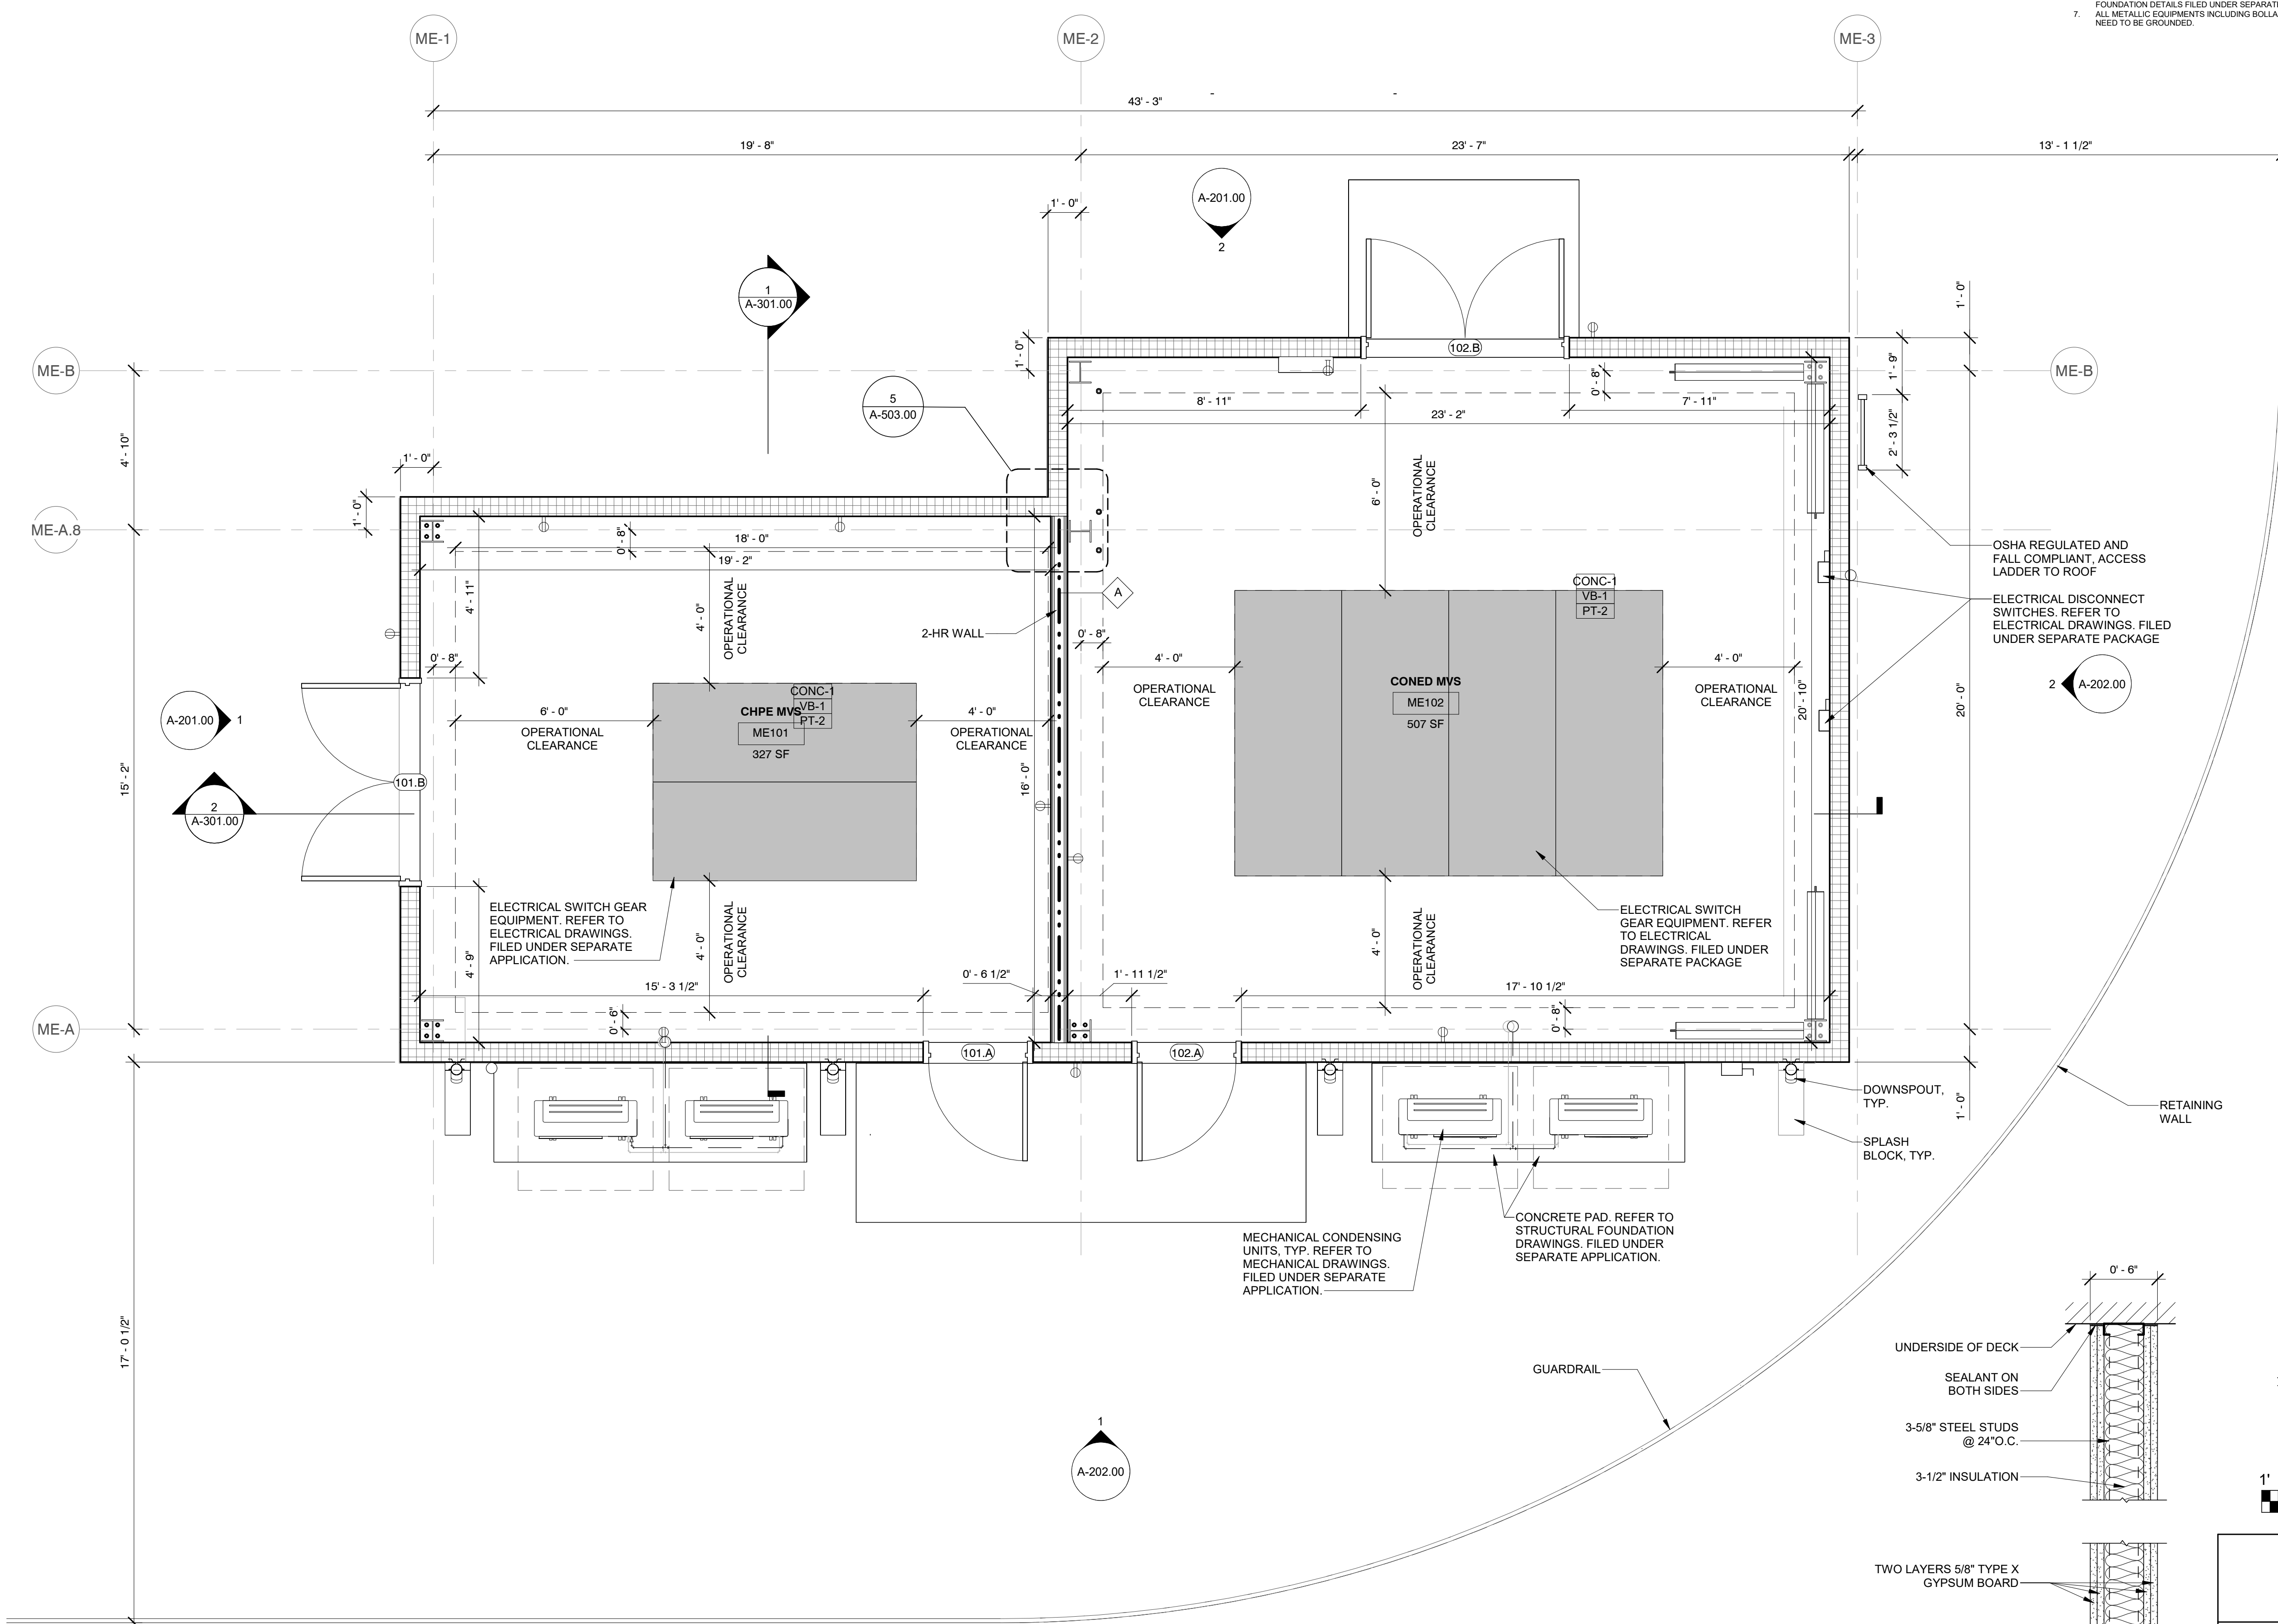 FOUNDATION DETAILS FILED UNDER SEPARAT
7. ALL METALLIC EQUIPMENTS INCLUDING BOLLA
NEED TO BE GROUNDED.
ME-1
ME-2
ME-3
43' - 3"
19' - 8"
23' - 7"
13' - 1 1/2"
1' - 0"
A-201.00
2
1
A-301.00
1' - 0"
1' - 0"
1' - 9"
102.B
ME-B
ME-B
5
A-503.00
8' - 11"
0' - 8"
7' - 11"
23' - 2"
2' - 3 1/2"
4' - 10"
1' - 0"
6' - 0"
OPERATIONAL
CLEARANCE
1' - 0"
ME-A.8
0' - 8"
18' - 0"
19' - 2"
OSHA REGULATED AND
FALL COMPLIANT, ACCESS
LADDER TO ROOF
4' - 11"
4' - 0"
OPERATIONAL
CLEARANCE
A
CONC-1
VB-1
PT-2
ELECTRICAL DISCONNECT
SWITCHES. REFER TO
ELECTRICAL DRAWINGS. FILED
UNDER SEPARATE PACKAGE
2-HR WALL
0' - 8"
0' - 8"
4' - 0"
OPERATIONAL
CLEARANCE
4' - 0"
OPERATIONAL
CLEARANCE
CONED MVS
ME102
507 SF
20' - 10"
20' - 0"
2
A-202.00
A-201.00
1
6' - 0"
OPERATIONAL
CLEARANCE
CONC-1
VB-1
PT-2
CHPE MVS
ME101
327 SF
4' - 0"
OPERATIONAL
CLEARANCE
15' - 2"
101.B
16' - 0"
2
A-301.00
ELECTRICAL SWITCH GEAR
EQUIPMENT. REFER TO
ELECTRICAL DRAWINGS.
FILED UNDER SEPARATE
APPLICATION.
4' - 9"
4' - 0"
OPERATIONAL
CLEARANCE
4' - 0"
OPERATIONAL
CLEARANCE
ELECTRICAL SWITCH
GEAR EQUIPMENT. REFER
TO ELECTRICAL
DRAWINGS. FILED UNDER
SEPARATE PACKAGE
15' - 3 1/2"
0' - 6 1/2"
1' - 11 1/2"
17' - 10 1/2"
0' - 6"
0' - 8"
ME-A
101.A
102.A
1' - 0"
DOWNSPOUT,
TYP.
RETAINING
WALL
SPLASH
BLOCK, TYP.
CONCRETE PAD. REFER TO
STRUCTURAL FOUNDATION
DRAWINGS. FILED UNDER
SEPARATE APPLICATION.
MECHANICAL CONDENSING
UNITS, TYP. REFER TO
MECHANICAL DRAWINGS.
FILED UNDER SEPARATE
APPLICATION.
17' - 0 1/2"
0' - 6"
UNDERSIDE OF DECK
GUARDRAIL
SEALANT ON
BOTH SIDES
3-5/8" STEEL STUDS
@ 24"O.C.
1
A-202.00
3-1/2" INSULATION
1'
TWO LAYERS 5/8" TYPE X
GYPSUM BOARD